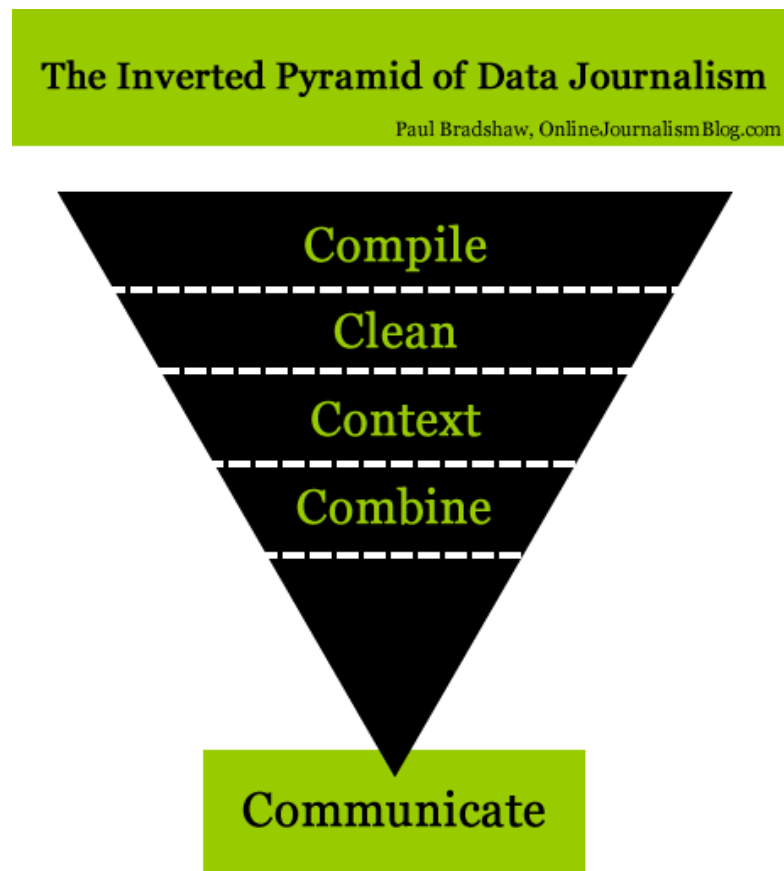 The Inverted Pyramid of Data Journalism
Paul Bradshaw, OnlineJournalismBlog.com
Compile
Clean
Context
Combine
Communicate